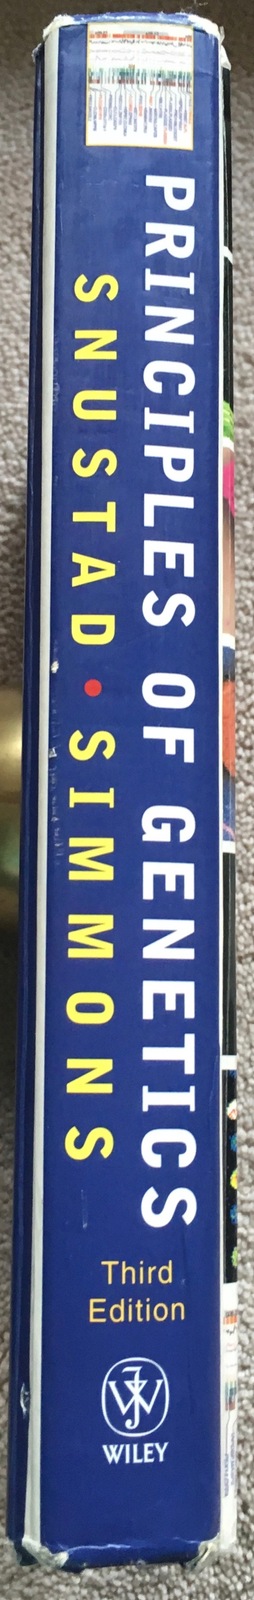 PRINCIPLES OF GENETICS
SNUSTAD • SIMMONS
Third
Edition
WILEY